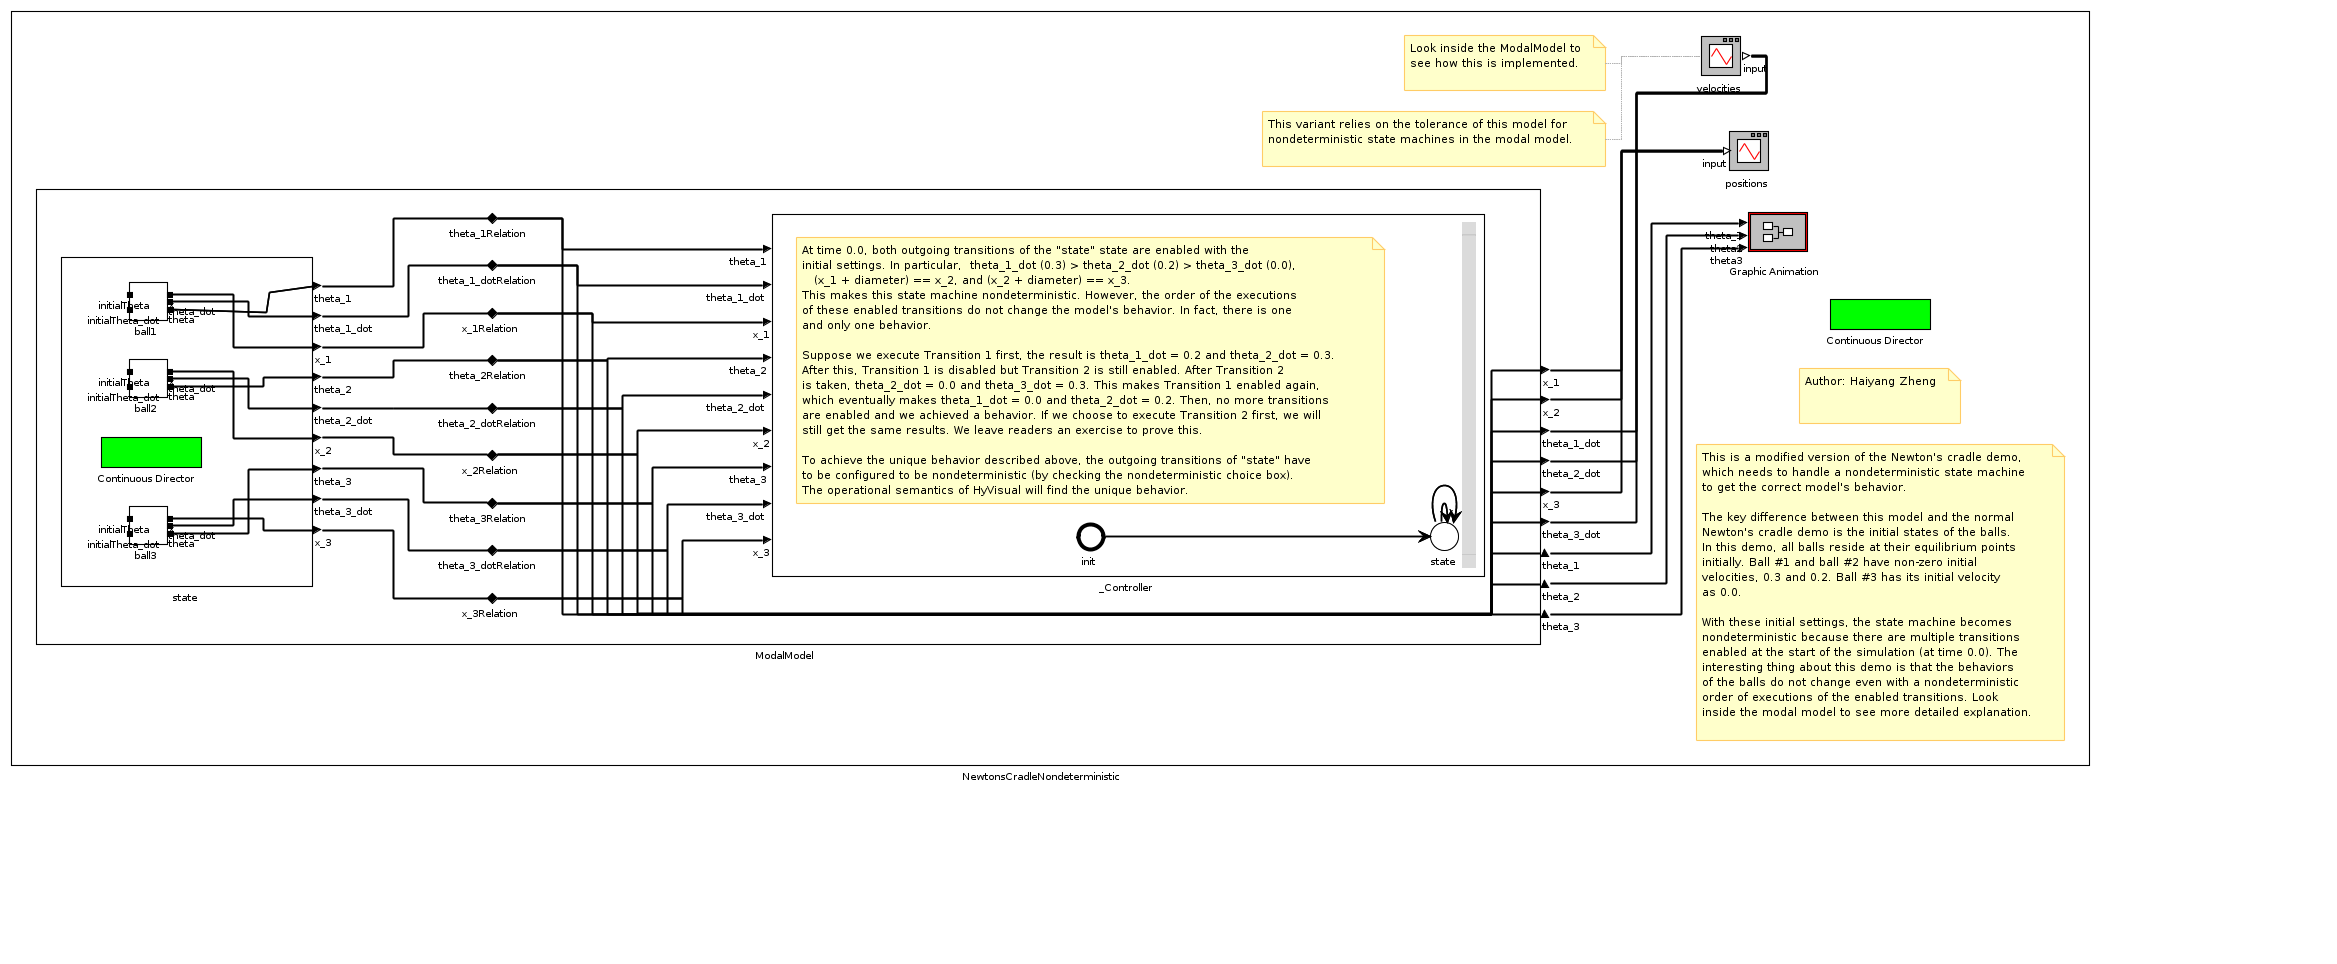 Look inside the ModalModel to
see how this is implemented.
input
velocities
This variant relies on the tolerance of this model for
nondeterministic state machines in the modal model.
input
positions
theta_1Relation
theta_1_dotRelation
x_1Relation
theta_2Relation
theta_2_dotRelation
x_2Relation
theta_3Relation
theta_3_dotRelation
x_3Relation
initialTheta
initialTheta_dot
theta_dot
theta
ball1
initialTheta
initialTheta_dot
theta_dot
theta
ball2
Continuous Director
initialTheta
initialTheta_dot
theta_dot
theta
ball3
state
theta_1
theta_1_dot
x_1
theta_2
theta_2_dot
x_2
theta_3
theta_3_dot
x_3
theta_1
theta_1_dot
x_1
theta_2
theta_2_dot
x_2
theta_3
theta_3_dot
x_3
At time 0.0, both outgoing transitions of the "state" state are enabled with the
initial settings. In particular,  theta_1_dot (0.3) > theta_2_dot (0.2) > theta_3_dot (0.0),
(x_1 + diameter) == x_2, and (x_2 + diameter) == x_3.
This makes this state machine nondeterministic. However, the order of the executions
of these enabled transitions do not change the model's behavior. In fact, there is one
and only one behavior.
Suppose we execute Transition 1 first, the result is theta_1_dot = 0.2 and theta_2_dot = 0.3.
After this, Transition 1 is disabled but Transition 2 is still enabled. After Transition 2
is taken, theta_2_dot = 0.0 and theta_3_dot = 0.3. This makes Transition 1 enabled again,
which eventually makes theta_1_dot = 0.0 and theta_2_dot = 0.2. Then, no more transitions
are enabled and we achieved a behavior. If we choose to execute Transition 2 first, we will
still get the same results. We leave readers an exercise to prove this.
To achieve the unique behavior described above, the outgoing transitions of "state" have
to be configured to be nondeterministic (by checking the nondeterministic choice box).
The operational semantics of HyVisual will find the unique behavior.
init
state
_Controller
ModalModel
x_1
x_2
theta_1_dot
theta_2_dot
x_3
theta_3_dot
theta_1
theta_2
theta_3
theta3
Graphic Animation
Continuous Director
Author: Haiyang Zheng
This is a modified version of the Newton's cradle demo,
which needs to handle a nondeterministic state machine
to get the correct model's behavior.
The key difference between this model and the normal
Newton's cradle demo is the initial states of the balls.
In this demo, all balls reside at their equilibrium points
initially. Ball #1 and ball #2 have non-zero initial
velocities, 0.3 and 0.2. Ball #3 has its initial velocity
as 0.0.
With these initial settings, the state machine becomes
nondeterministic because there are multiple transitions
enabled at the start of the simulation (at time 0.0). The
interesting thing about this demo is that the behaviors
of the balls do not change even with a nondeterministic
order of executions of the enabled transitions. Look
inside the modal model to see more detailed explanation.
NewtonsCradleNondeterministic